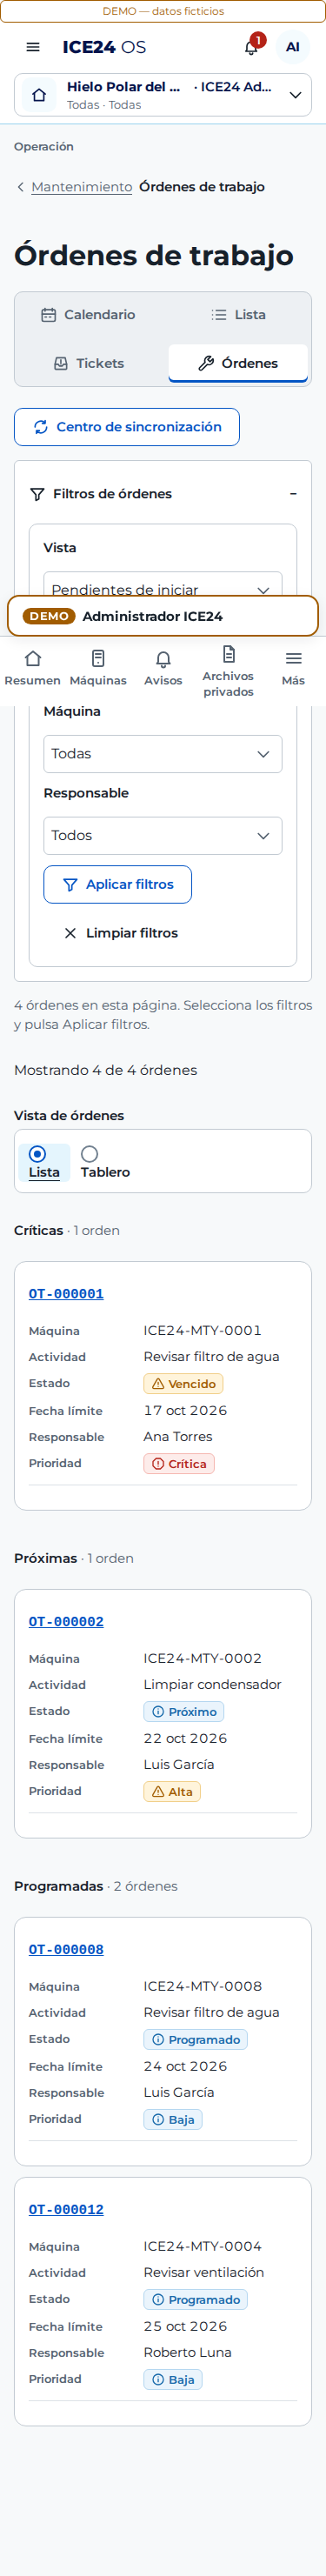 DEMO — datos ficticios
ICE24 OS
1
AI
Hielo Polar del ... · ICE24 Ad...
Todas · Todas
Operación
Mantenimiento Órdenes de trabajo
Órdenes de trabajo
Calendario
Lista
Tickets
Órdenes
Centro de sincronización
Filtros de órdenes
Vista
Pendientes de iniciar
DEMO Administrador ICE24
Resumen
Máquinas
Avisos
Archivos privados
Más
Máquina
Todas
Responsable
Todos
Aplicar filtros
Limpiar filtros
4 órdenes en esta página. Selecciona los filtros
y pulsa Aplicar filtros.
Mostrando 4 de 4 órdenes
Vista de órdenes
Lista
Tablero
Críticas · 1 orden
OT-000001
Máquina ICE24-MTY-0001
Actividad Revisar filtro de agua
Estado Vencido
Fecha límite 17 oct 2026
Responsable Ana Torres
Prioridad Crítica
Próximas · 1 orden
OT-000002
Máquina ICE24-MTY-0002
Actividad Limpiar condensador
Estado Próximo
Fecha límite 22 oct 2026
Responsable Luis García
Prioridad Alta
Programadas · 2 órdenes
OT-000008
Máquina ICE24-MTY-0008
Actividad Revisar filtro de agua
Estado Programado
Fecha límite 24 oct 2026
Responsable Luis García
Prioridad Baja
OT-000012
Máquina ICE24-MTY-0004
Actividad Revisar ventilación
Estado Programado
Fecha límite 25 oct 2026
Responsable Roberto Luna
Prioridad Baja